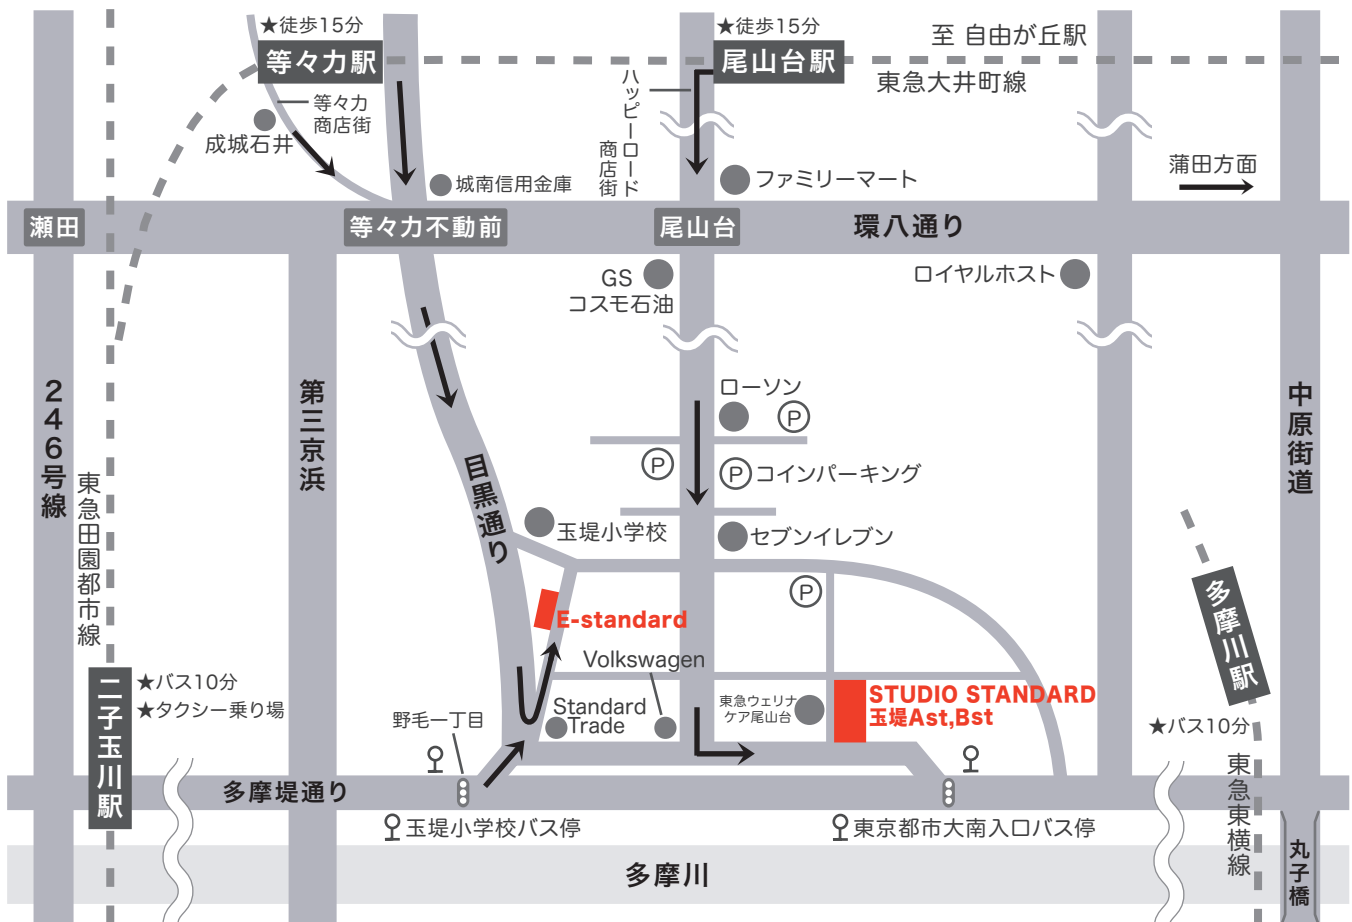 ★徒歩15分
等々力駅
★徒歩15分
尾山台駅
至 自由が丘駅
東急大井町線
等々力
商店街
成城石井
ハッピーロード
商店街
城南信用金庫
ファミリーマート
蒲田方面
瀬田
等々力不動前
尾山台
環八通り
GS
コスモ石油
ロイヤルホスト
246号線
第三京浜
目黒通り
中原街道
東急田園都市線
ローソン
P
P
P コインパーキング
玉堤小学校
セブンイレブン
P
E-standard
Volkswagen
多摩川駅
二子玉川駅
★バス10分
★タクシー乗り場
Standard
Trade
東急ウェリナ
ケア尾山台
STUDIO STANDARD
玉堤Ast,Bst
野毛一丁目
★バス10分
東急東横線
多摩堤通り
玉堤小学校バス停
東京都市大南入口バス停
多摩川
丸子橋